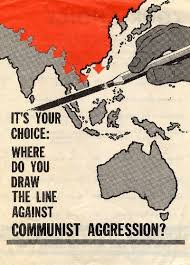 IT'S YOUR
CHOICE:
WHERE
DO YOU
DRAW
THE LINE
AGAINST
COMMUNIST AGGRESSION?